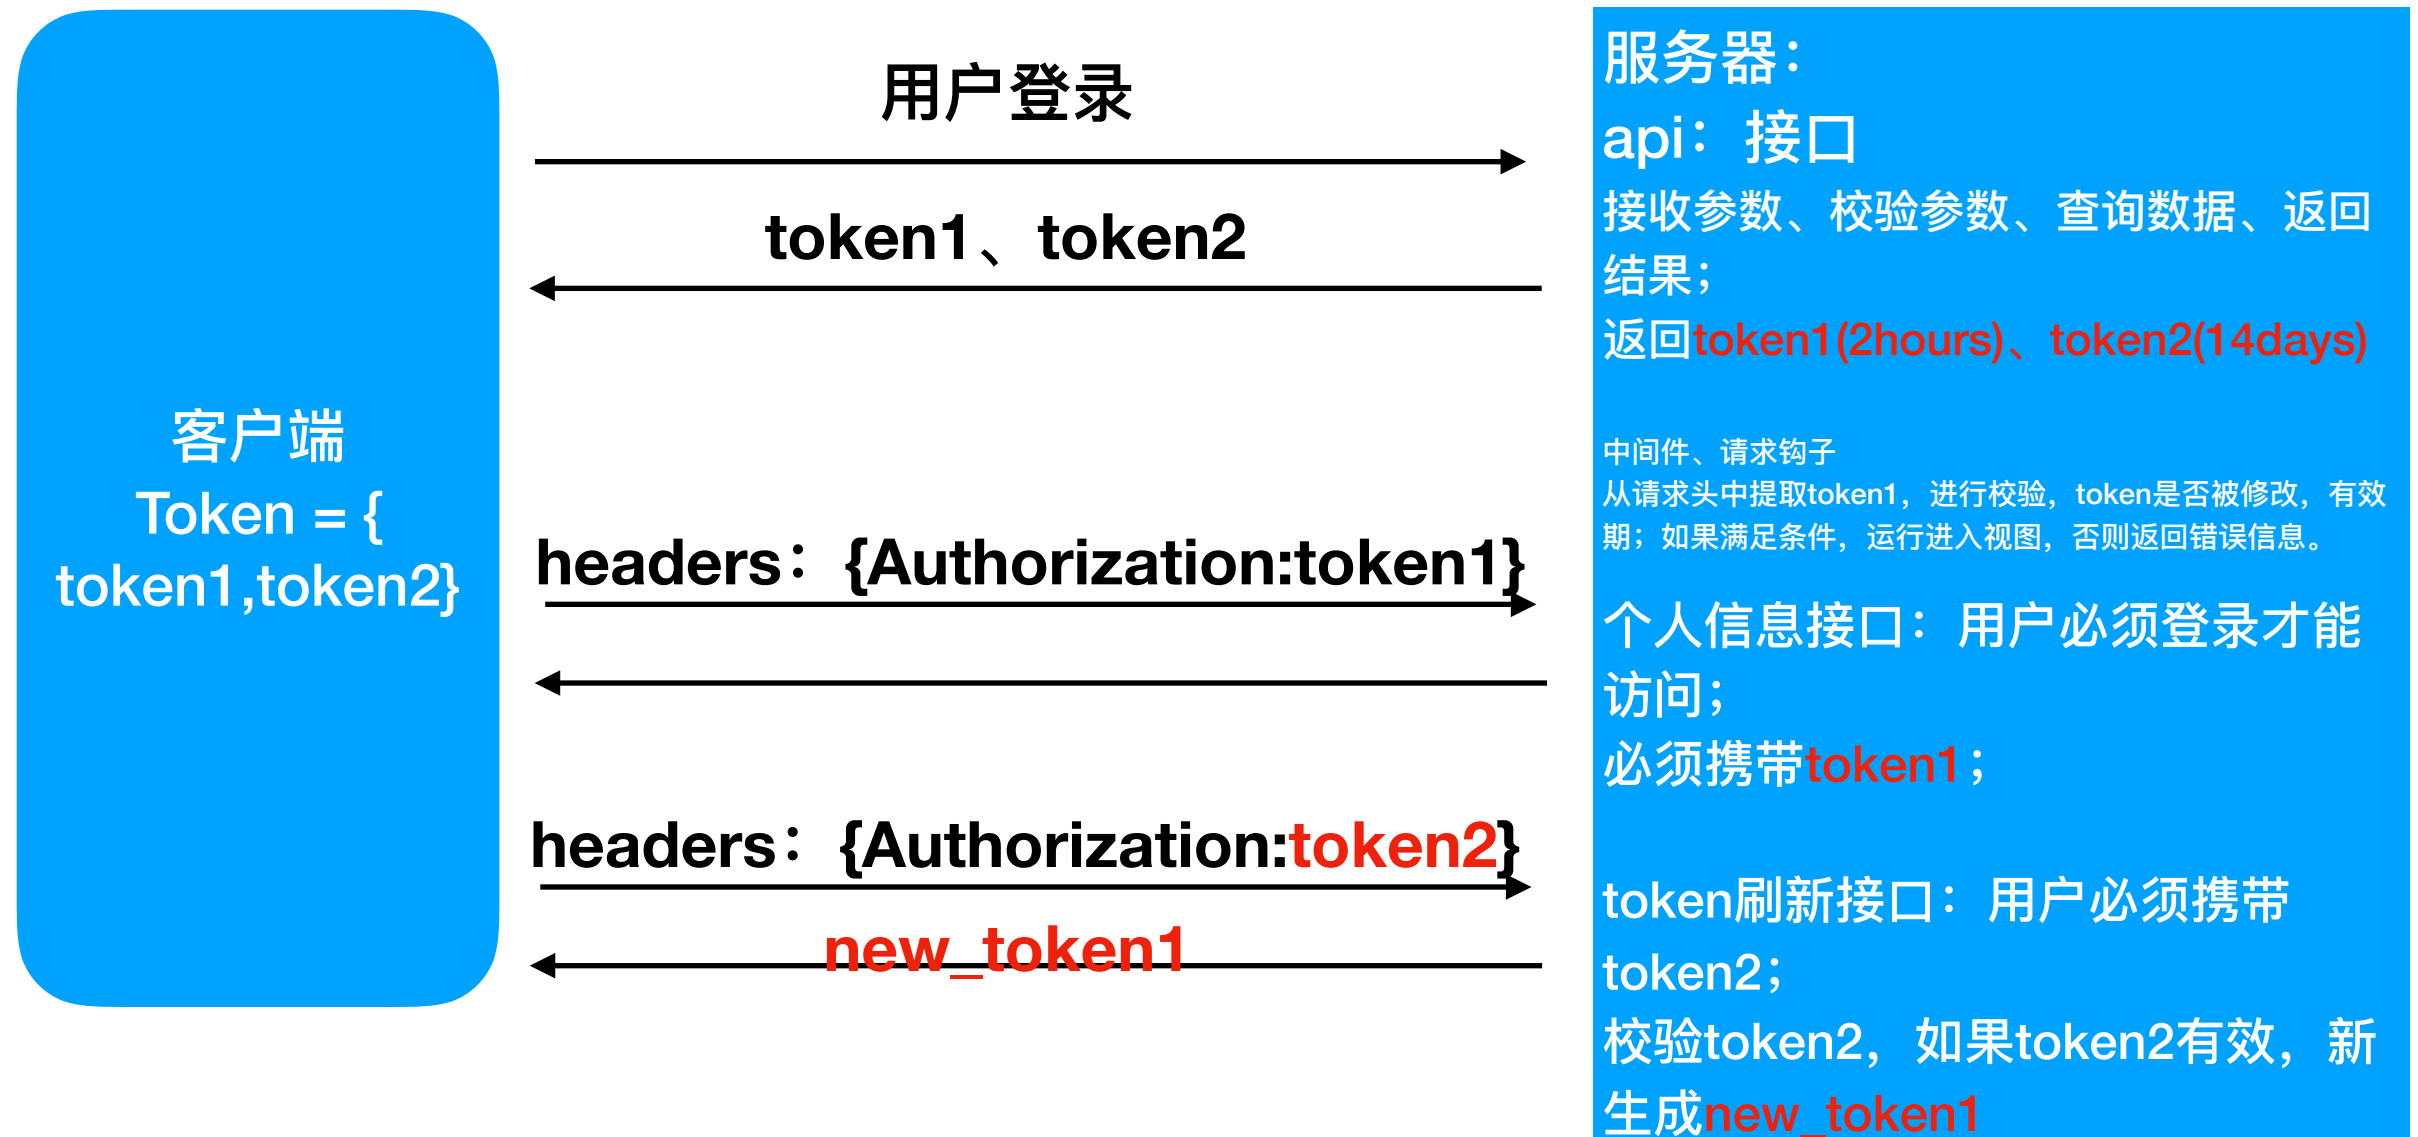 客户端
Token = {
token1,token2}
用户登录
token1、token2
headers：{Authorization:token1}
headers：{Authorization:token2}
new_token1
服务器：
api：接口
接收参数、校验参数、查询数据、返回
结果；
返回token1(2hours)、token2(14days)
中间件、请求钩子
从请求头中提取token1，进行校验，token是否被修改，有效
期；如果满足条件，运行进入视图，否则返回错误信息。
个人信息接口：用户必须登录才能
访问；
必须携带token1；
token刷新接口：用户必须携带
token2；
校验token2，如果token2有效，新
生成new_token1